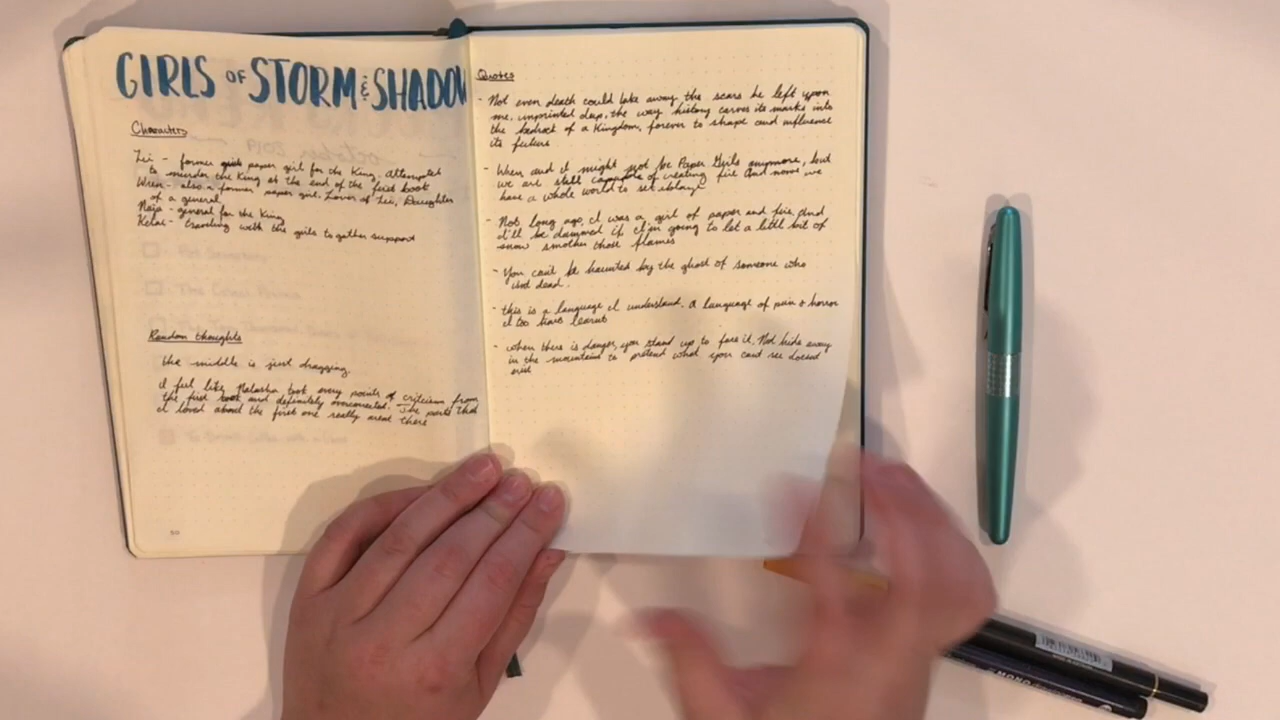 GIRLS OF STORM & SHADOW
Characters
Lei - former paper girl for the King. Attempted
to murder the King at the end of the first book
Wren - also a former paper girl. Lover of Lei, Daughter
of a general
Naja - general for the King
- traveling with the girls to gather support
Random thoughts
the middle is just dragging
I feel like Natasha took every points of criticism from
the first book and definitely overcorrected. The parts that
I loved about the first one really arent there
50
Quotes
- Not even death could take away the scars he left upon
me, unprinted deep, the way history carves its marks into
the bedrock of a Kingdom, forever to shape and influence
its future
- Wren and I might not be Paper Girls anymore, but
we are still capable of creating fire And now we
have a whole world to set ablaze
- Not long ago, I was a girl of paper and fire, And
I'll be dammed if I'm going to let a little bit of
snow smother those flames
- You can't be haunted by the ghost of someone who
isnt dead.
- this is a language I understand. A language of pain & horror
I too have learnt
- when there is danger, you stand up to face it. Not hide away
in the mountains to pretend what you cant see doesnt
exist
MONO